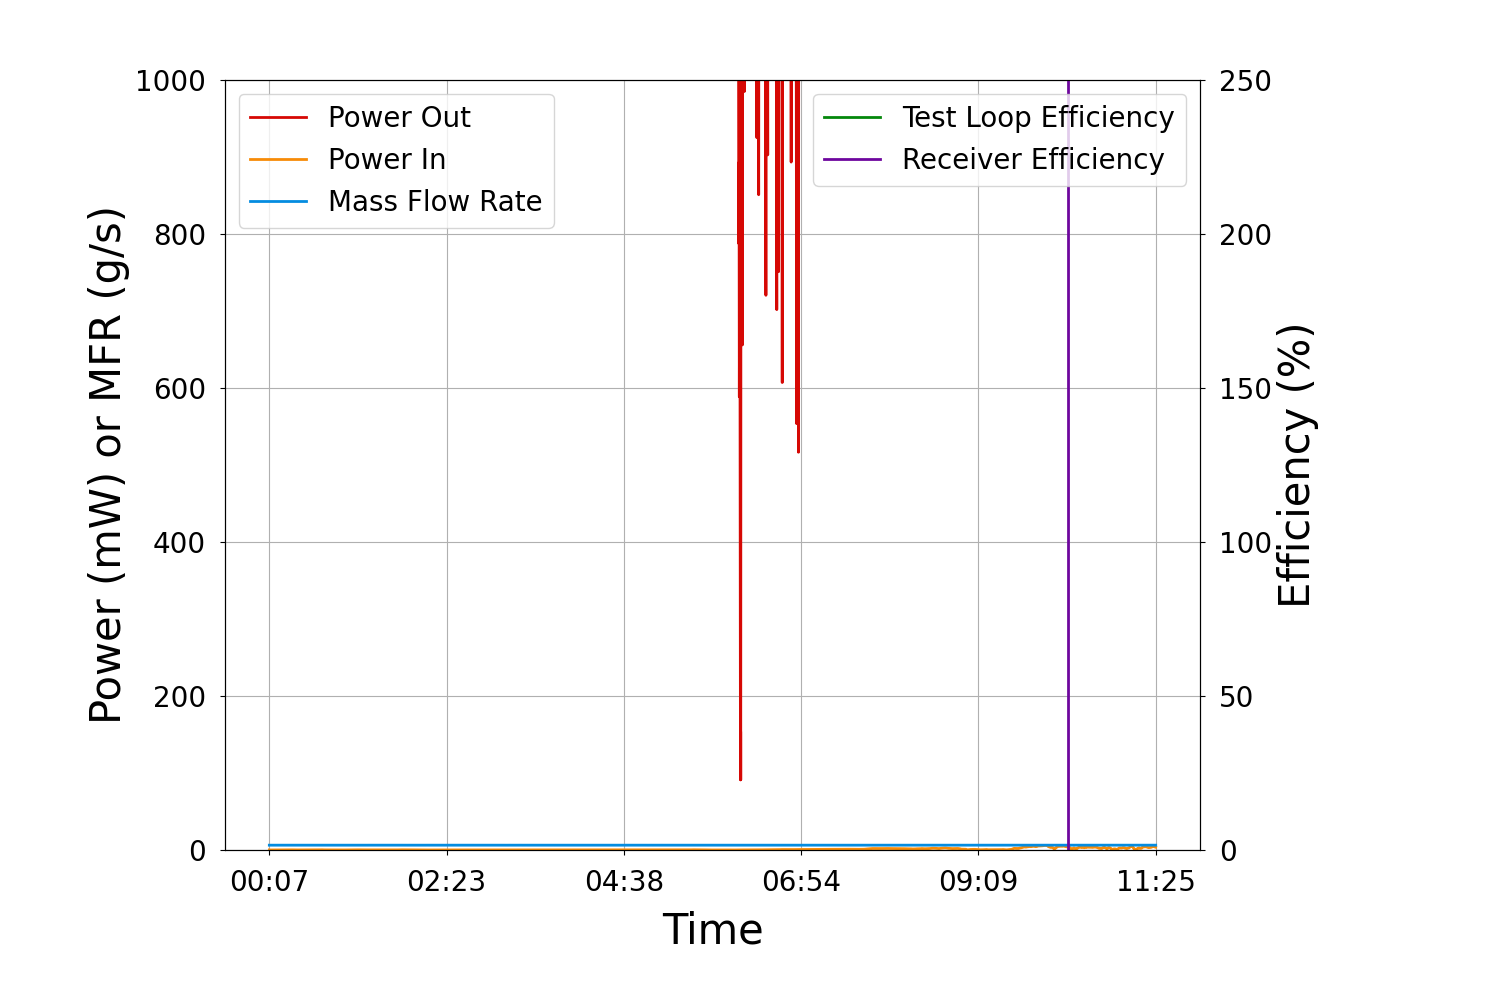 1000
800
600
400
200
0
Power (mW) or MFR (g/s)
Power Out
Power In
Mass Flow Rate
Test Loop Efficiency
Receiver Efficiency
250
200
150
100
50
0
Efficiency (%)
00:07 02:23 04:38 06:54 09:09 11:25
Time